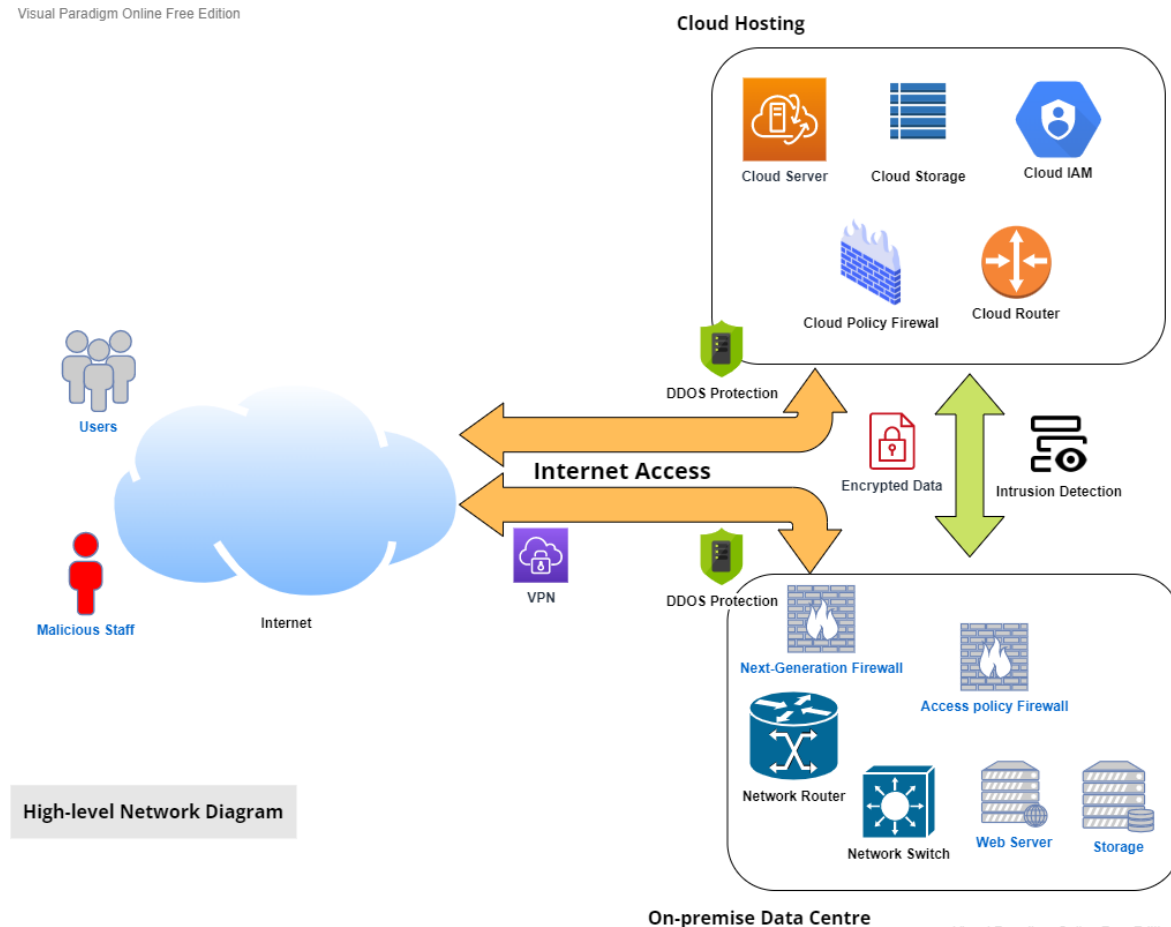 Visual Paradigm Online Free Edition
Cloud Hosting
Cloud Server
Cloud Storage
Cloud IAM
Cloud Policy Firewal
Cloud Router
DDOS Protection
Users
Encrypted Data
Intrusion Detection
Internet Access
VPN
DDOS Protection
Malicious Staff
Internet
Next-Generation Firewall
Access policy Firewall
Network Router
High-level Network Diagram
Network Switch
Web Server
Storage
On-premise Data Centre